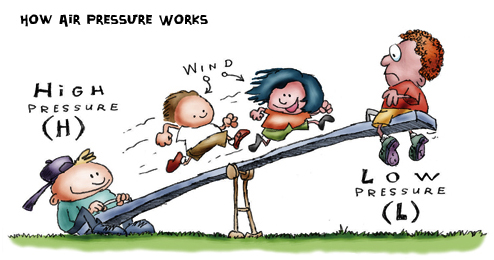 HOW AIR PRESSURE WORKS
WIND
HIGH
PRESSURE
(H)
LOW
PRESSURE
(L)